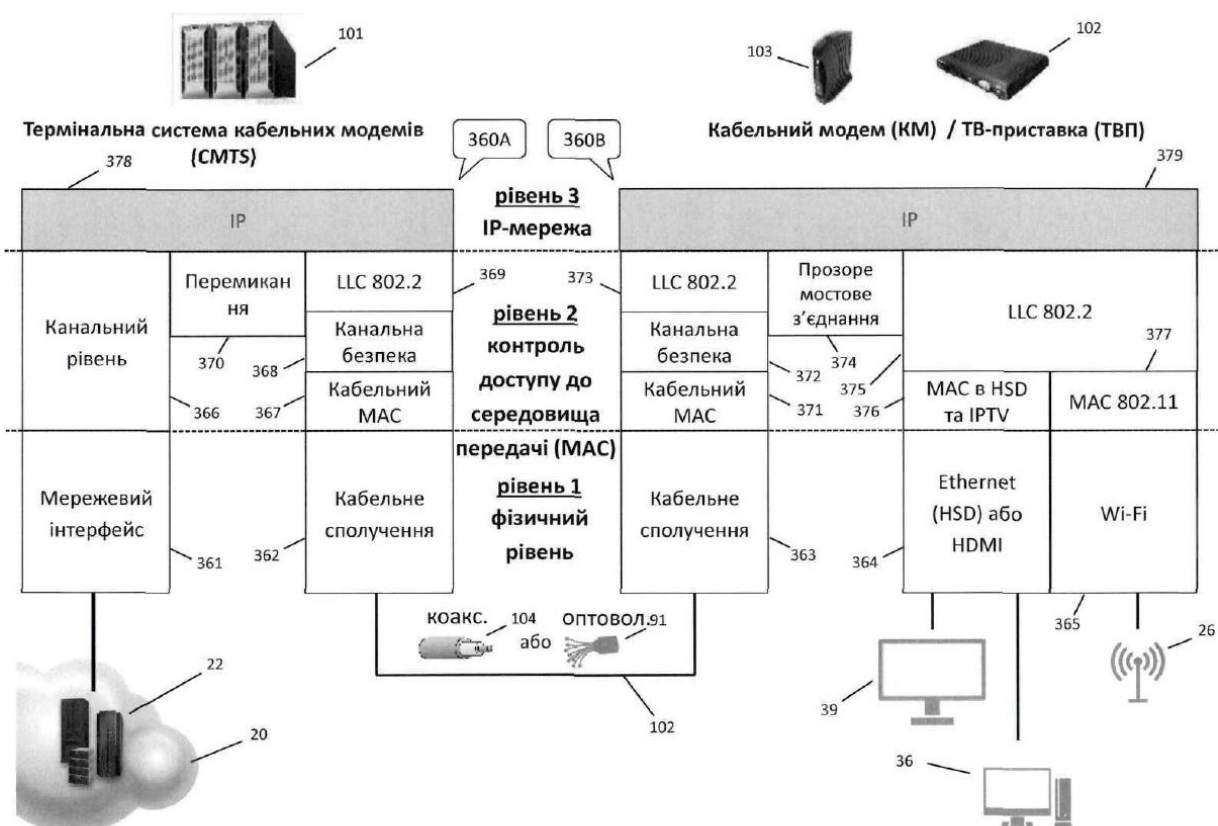 101
103
102
Термінальна система кабельних модемів
(CMTS)
360A
360B
Кабельний модем (КМ) / ТВ-приставка (ТВП)
378
379
IP
рівень 3
IP-мережа
IP
Канальний
рівень
Перемикан
ня
LLC 802.2
Канальна
безпека
Кабельний
MAC
369
373
370
368
366
367
рівень 2
контроль
доступу до
середовища
передачі (MAC)
LLC 802.2
Канальна
безпека
Кабельний
MAC
Прозоре
мостове
з’єднання
LLC 802.2
377
374
372
375
371
376
MAC в HSD
та IPTV
MAC 802.11
Мережевий
інтерфейс
361
362
Кабельне
сполучення
рівень 1
фізичний
рівень
Кабельне
сполучення
363
364
Ethernet
(HSD) або
HDMI
Wi-Fi
365
коакс.
104
або
оптовол.
91
102
22
20
39
26
36